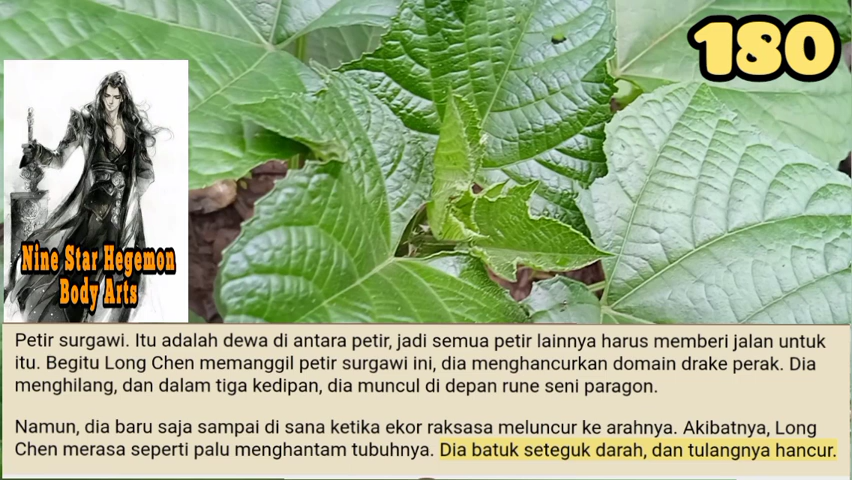 180
Nine Star Hegemon
Body Arts
Petir surgawi. Itu adalah dewa di antara petir, jadi semua petir lainnya harus memberi jalan untuk
itu. Begitu Long Chen memanggil petir surgawi ini, dia menghancurkan domain drake perak. Dia
menghilang, dan dalam tiga kedipan, dia muncul di depan rune seni paragon.
Namun, dia baru saja sampai di sana ketika ekor raksasa meluncur ke arahnya. Akibatnya, Long
Chen merasa seperti palu menghantam tubuhnya. Dia batuk seteguk darah, dan tulangnya hancur.